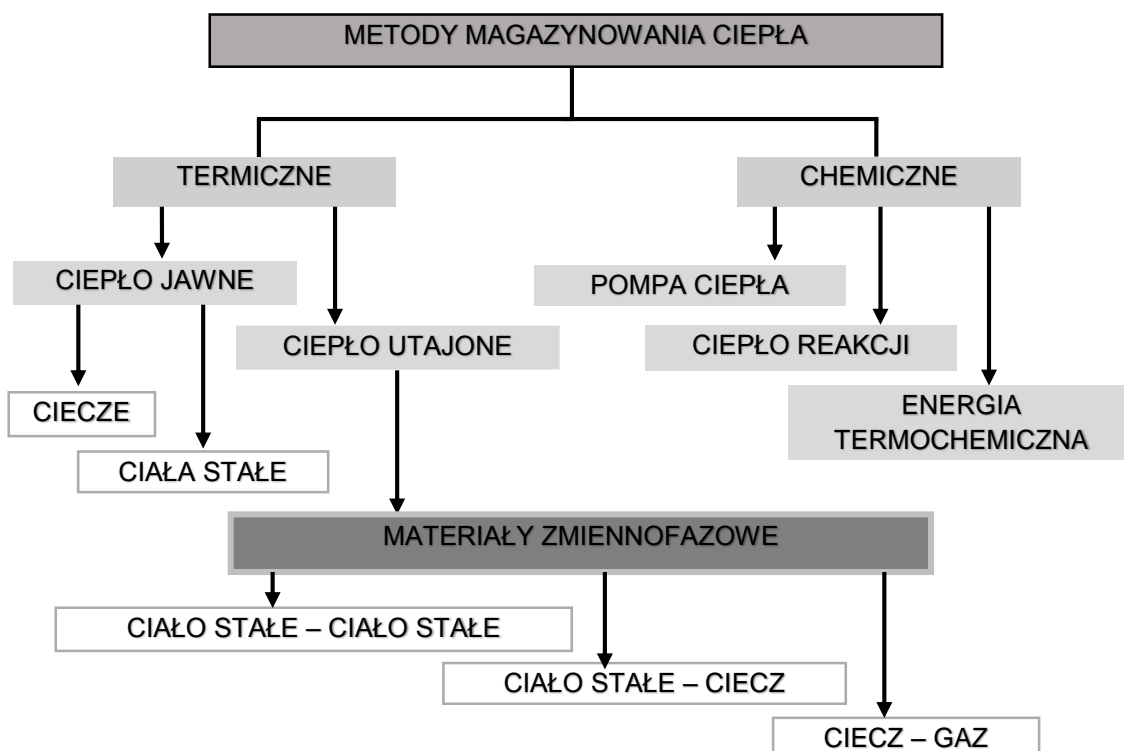 METODY MAGAZYNOWANIA CIEPŁA
TERMICZNE
CHEMICZNE
CIEPŁO JAWNE
POMPA CIEPŁA
CIEPŁO UTAJONE
CIEPŁO REAKCJI
CIECZE
ENERGIA
TERMOCHEMICZNA
CIAŁA STAŁE
MATERIAŁY ZMIENNOFAZOWE
CIAŁO STAŁE – CIAŁO STAŁE
CIAŁO STAŁE – CIECZ
CIECZ – GAZ